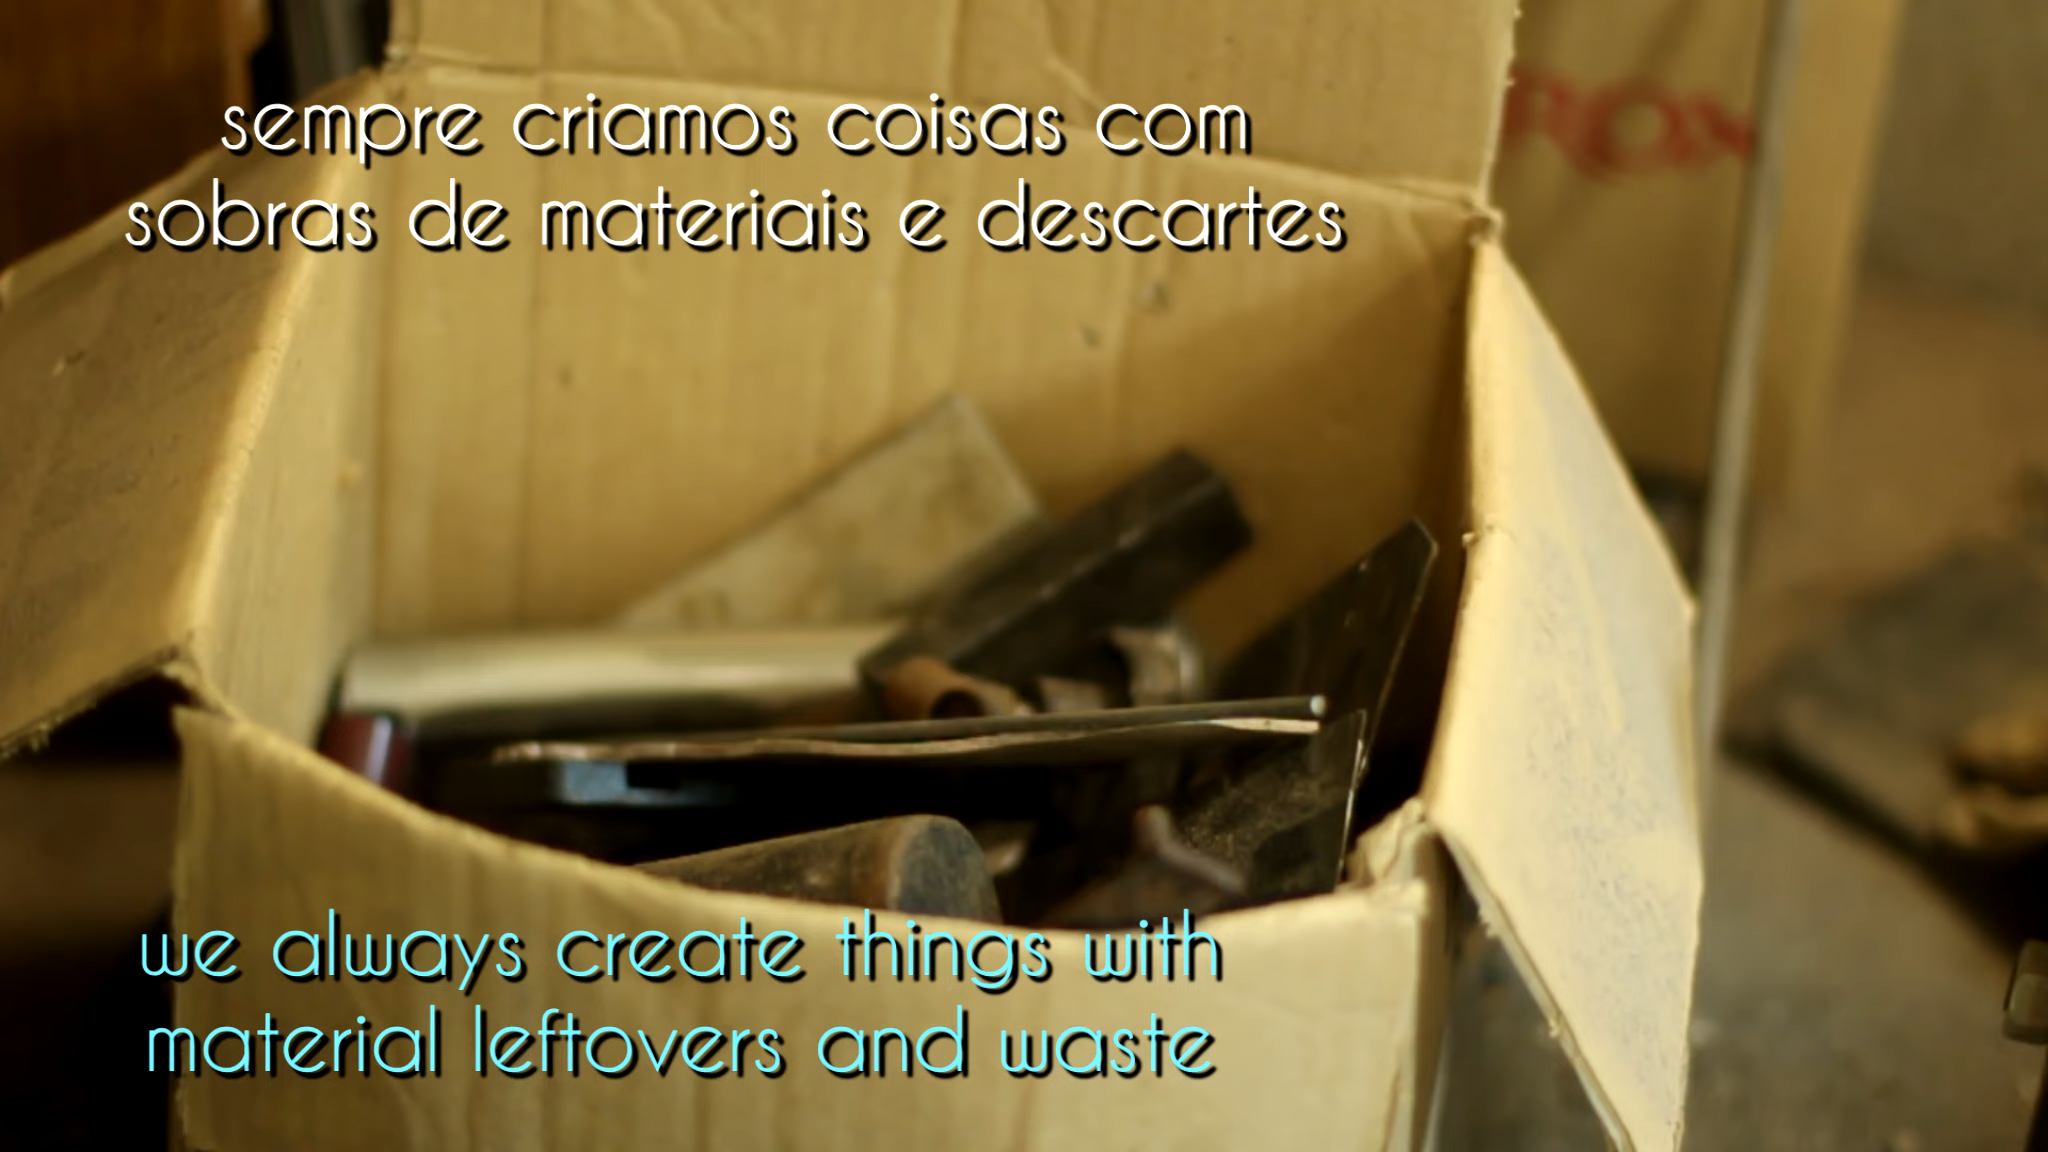 sempre criamos coisas com
sobras de materiais e descartes
we always create things with
material leftovers and waste